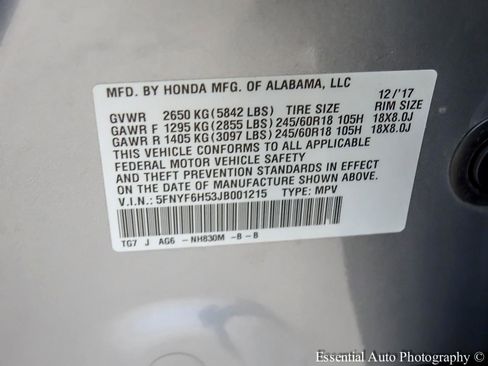 MFD. BY HONDA MFG. OF ALABAMA, LLC 12/'17
GVWR 2650 KG(5842 LBS) TIRE SIZE RIM SIZE
GAWR F 1295 KG(2855 LBS)245/60R18 105H 18X8.0J
GAWR R 1405 KG(3097 LBS)245/60R18 105H 18X8.0J
THIS VEHICLE CONFORMS TO ALL APPLICABLE
FEDERAL MOTOR VEHICLE SAFETY
AND THEFT PREVENTION STANDARDS IN EFFECT
ON THE DATE OF MANUFACTURE SHOWN ABOVE.
V.I.N.: 5FNYF6H53JB001215 TYPE: MPV
TG7 J AG6 -NH830M -B-B
Essential Auto Photography ©
www.LoneWolfAS.com